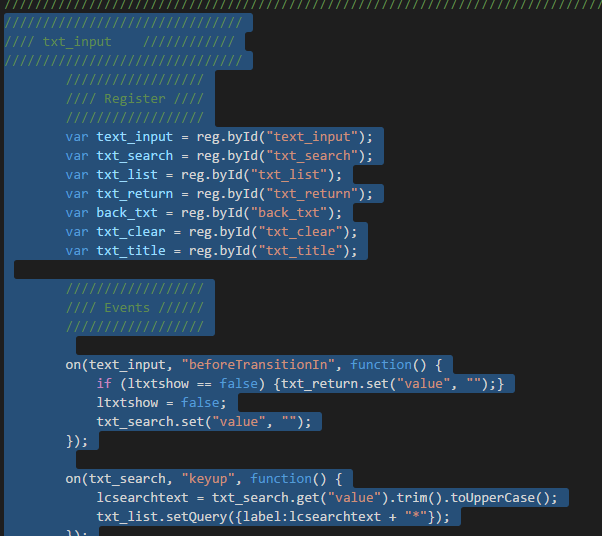 //////////////////////////////////////////////////////////////////////////////
///////////////////////////////
//// txt_input    ////////////
///////////////////////////////
        //////////////////
        //// Register ////
        //////////////////
        var text_input = reg.byId("text_input");
        var txt_search = reg.byId("txt_search");
        var txt_list = reg.byId("txt_list");
        var txt_return = reg.byId("txt_return");
        var back_txt = reg.byId("back_txt");
        var txt_clear = reg.byId("txt_clear");
        var txt_title = reg.byId("txt_title");
        //////////////////
        //// Events //////
        //////////////////
        on(text_input, "beforeTransitionIn", function() {
            if (ltxtshow == false) {txt_return.set("value", "");}
            ltxtshow = false;
            txt_search.set("value", "");
        });
        on(txt_search, "keyup", function() {
            lcsearchtext = txt_search.get("value").trim().toUpperCase();
            txt_list.setQuery({label:lcsearchtext + "*"});
        });